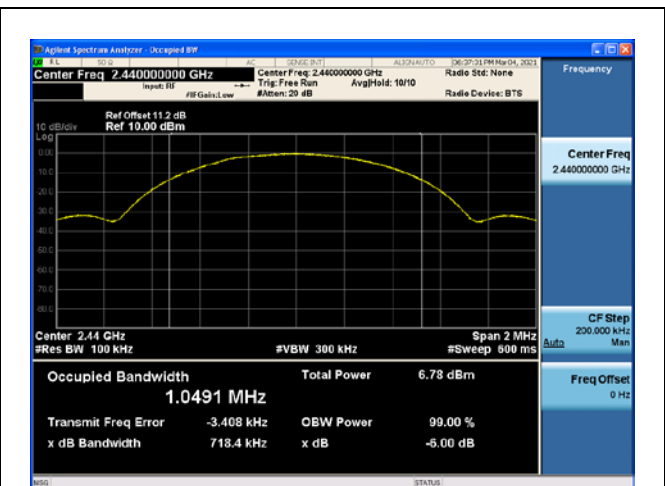 Agilent Spectrum Analyzer - Occupied BW
RL 50 Ω AC SENSE:INT ALIGNAUTO 06:37:31 PM Mar 04, 2021
Center Freq 2.440000000 GHz
Center Freq: 2.440000000 GHz
Radio Std: None
Input: RF
Trig: Free Run Avg|Hold: 10/10
#IFGain:Low
#Atten: 20 dB
Radio Device: BTS
Ref Offset 11.2 dB
10 dB/div Ref 10.00 dBm
Log
0.00
-10.0
-20.0
-30.0
-40.0
-50.0
-60.0
-70.0
-80.0
Center 2.44 GHz Span 2 MHz
#Res BW 100 kHz #VBW 300 kHz #Sweep 500 ms
Occupied Bandwidth Total Power 6.78 dBm
1.0491 MHz
Transmit Freq Error -3.408 kHz OBW Power 99.00 %
x dB Bandwidth 718.4 kHz x dB -6.00 dB
MSG STATUS
Frequency
Center Freq
2.440000000 GHz
CF Step
200.000 kHz
Auto Man
Freq Offset
0 Hz